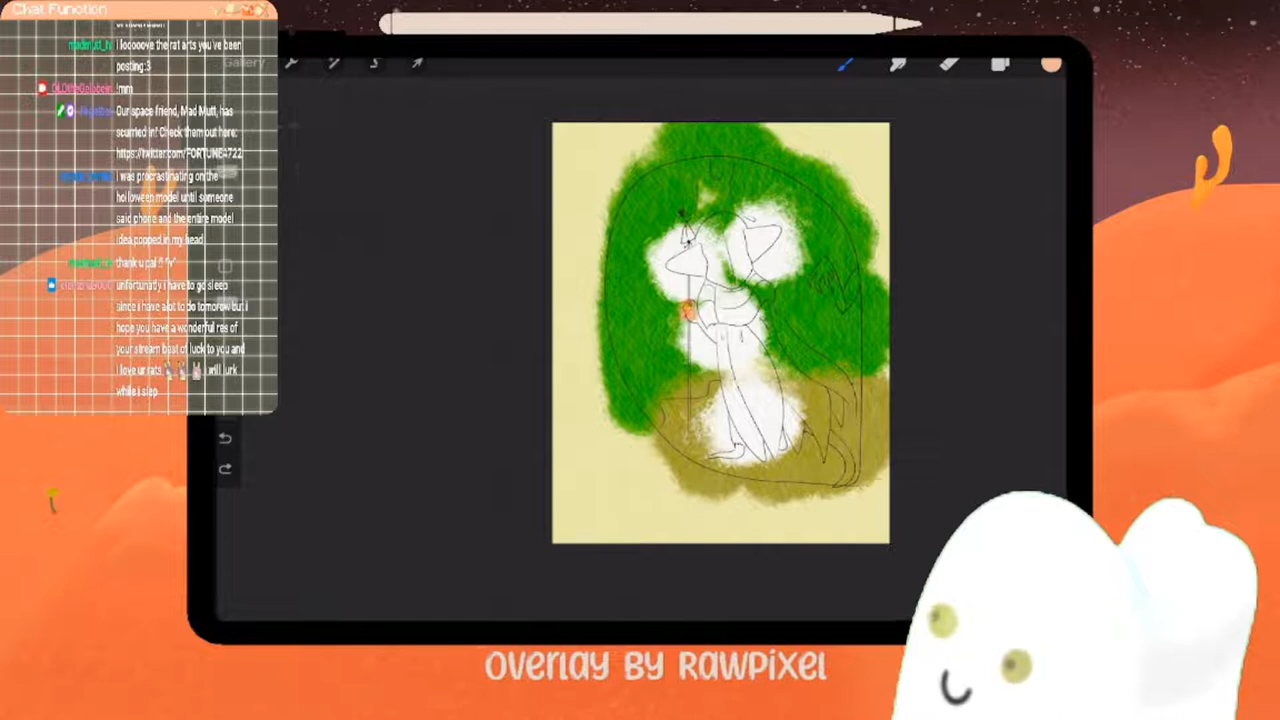 Chat Function
I looooove the rat arts you've been
posting:3
!mm
Our space friend, Mad Mutt, has
scurried in! Check them out here:
https://twitter.com/FORTUNE4722
I was procrastinating on the
holloween model until someone
said phone and the entire model
idea popped in my head
thank u pal !!
unfortunatly i have to go sleep
since i have alot to do tomorow but i
hope you have a wonderful res of
your stream best of luck to you and
I love ur rats i will lurk
while i slep
Gallery
OVERLAY BY RAWPIXEL